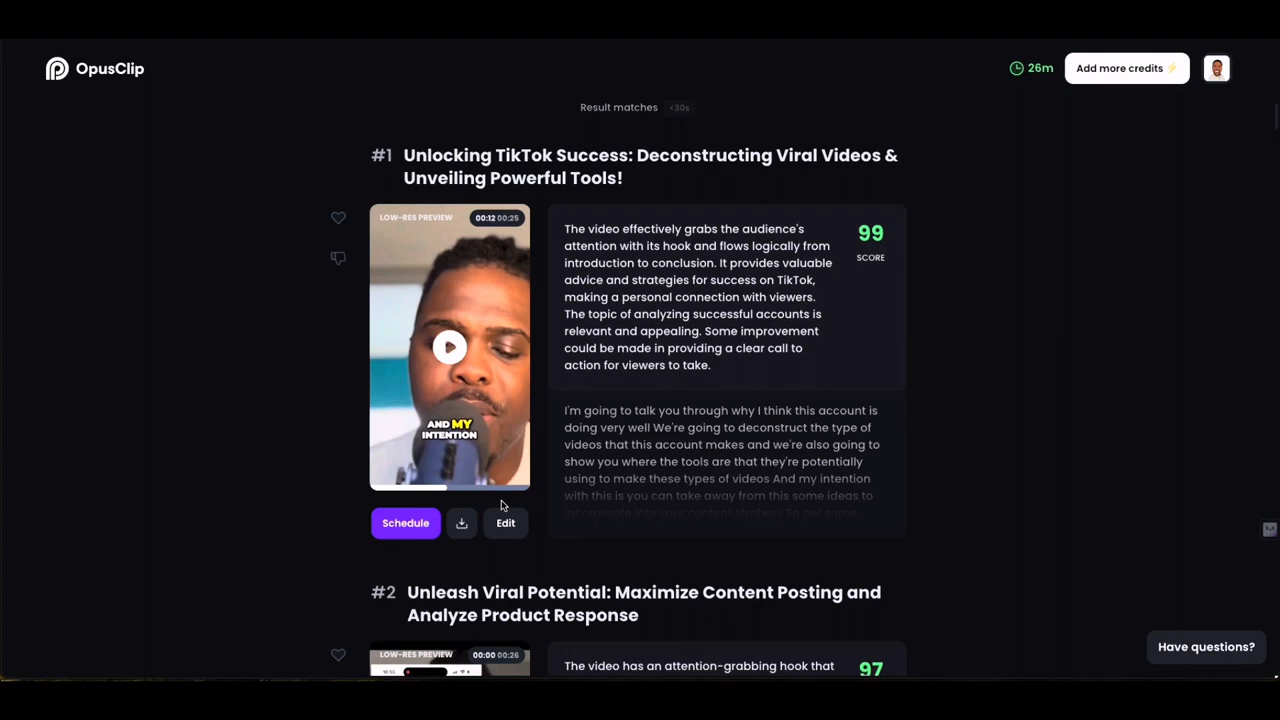 OpusClip
26m
Add more credits⚡
Result matches <30s
#1 Unlocking TikTok Success: Deconstructing Viral Videos &
Unveiling Powerful Tools!
LOW-RES PREVIEW 00:12 00:25
AND MY
INTENTION
The video effectively grabs the audience's
attention with its hook and flows logically from
introduction to conclusion. It provides valuable
advice and strategies for success on TikTok,
making a personal connection with viewers.
The topic of analyzing successful accounts is
relevant and appealing. Some improvement
could be made in providing a clear call to
action for viewers to take.
99
SCORE
I'm going to talk you through why I think this account is
doing very well We're going to deconstruct the type of
videos that this account makes and we're also going to
show you where the tools are that they're potentially
using to make these types of videos And my intention
with this is you can take away from this some ideas to
incorporate into your content strategy So get some...
Schedule
Edit
#2 Unleash Viral Potential: Maximize Content Posting and
Analyze Product Response
LOW-RES PREVIEW 00:00 00:26
The video has an attention-grabbing hook that
97
Have questions?